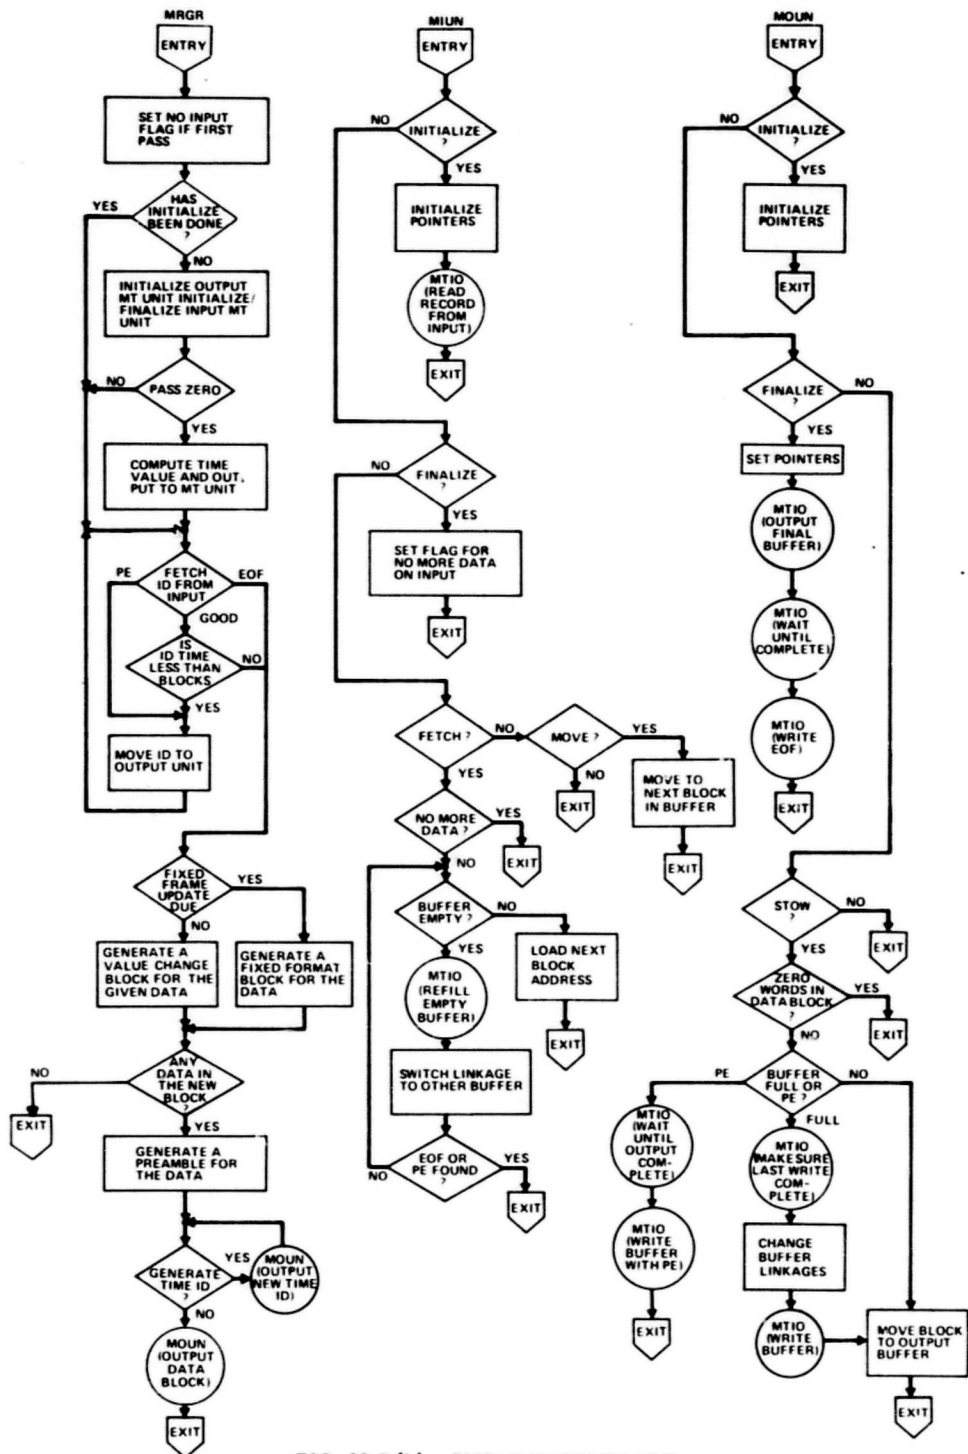 MRGR
ENTRY
SET NO INPUT
FLAG IF FIRST
PASS
HAS
INITIALIZE
BEEN DONE
?
YES
NO
INITIALIZE OUTPUT
MT UNIT INITIALIZE/
FINALIZE INPUT MT
UNIT
PASS ZERO
NO
YES
COMPUTE TIME
VALUE AND OUT,
PUT TO MT UNIT
FETCH
ID FROM
INPUT
PE
EOF
GOOD
IS
ID TIME
LESS THAN
BLOCKS
NO
YES
MOVE ID TO
OUTPUT UNIT
FIXED
FRAME
UPDATE
DUE
YES
NO
GENERATE A
VALUE CHANGE
BLOCK FOR THE
GIVEN DATA
GENERATE A
FIXED FORMAT
BLOCK FOR THE
DATA
ANY
DATA IN
THE NEW
BLOCK
?
NO
EXIT
YES
GENERATE A
PREAMBLE FOR
THE DATA
GENERATE
TIME ID
?
YES
MOUN
(OUTPUT
NEW TIME
ID)
NO
MOUN
(OUTPUT
DATA
BLOCK)
EXIT
MIUN
ENTRY
INITIALIZE
?
NO
YES
INITIALIZE
POINTERS
MTIO
(READ
RECORD
FROM
INPUT)
EXIT
FINALIZE
?
NO
YES
SET FLAG FOR
NO MORE DATA
ON INPUT
EXIT
FETCH ?
NO
MOVE ?
YES
MOVE TO
NEXT BLOCK
IN BUFFER
EXIT
NO
EXIT
YES
NO MORE
DATA ?
YES
EXIT
NO
BUFFER
EMPTY ?
NO
LOAD NEXT
BLOCK
ADDRESS
EXIT
YES
MTIO
(REFILL
EMPTY
BUFFER)
SWITCH LINKAGE
TO OTHER BUFFER
EOF OR
PE FOUND
?
NO
YES
EXIT
MOUN
ENTRY
INITIALIZE
?
NO
YES
INITIALIZE
POINTERS
EXIT
FINALIZE
?
NO
YES
SET POINTERS
MTIO
(OUTPUT
FINAL
BUFFER)
MTIO
(WAIT
UNTIL
COMPLETE)
MTIO
(WRITE
EOF)
EXIT
STOW
?
NO
EXIT
YES
ZERO
WORDS IN
DATA BLOCK
?
YES
EXIT
NO
BUFFER
FULL OR
PE ?
PE
NO
FULL
MTIO
(WAIT
UNTIL
OUTPUT
COM-
PLETE)
MTIO
(WRITE
BUFFER
WITH PE)
EXIT
MTIO
(MAKE SURE
LAST WRITE
COM-
PLETE)
CHANGE
BUFFER
LINKAGES
MTIO
(WRITE
BUFFER)
MOVE BLOCK
TO OUTPUT
BUFFER
EXIT